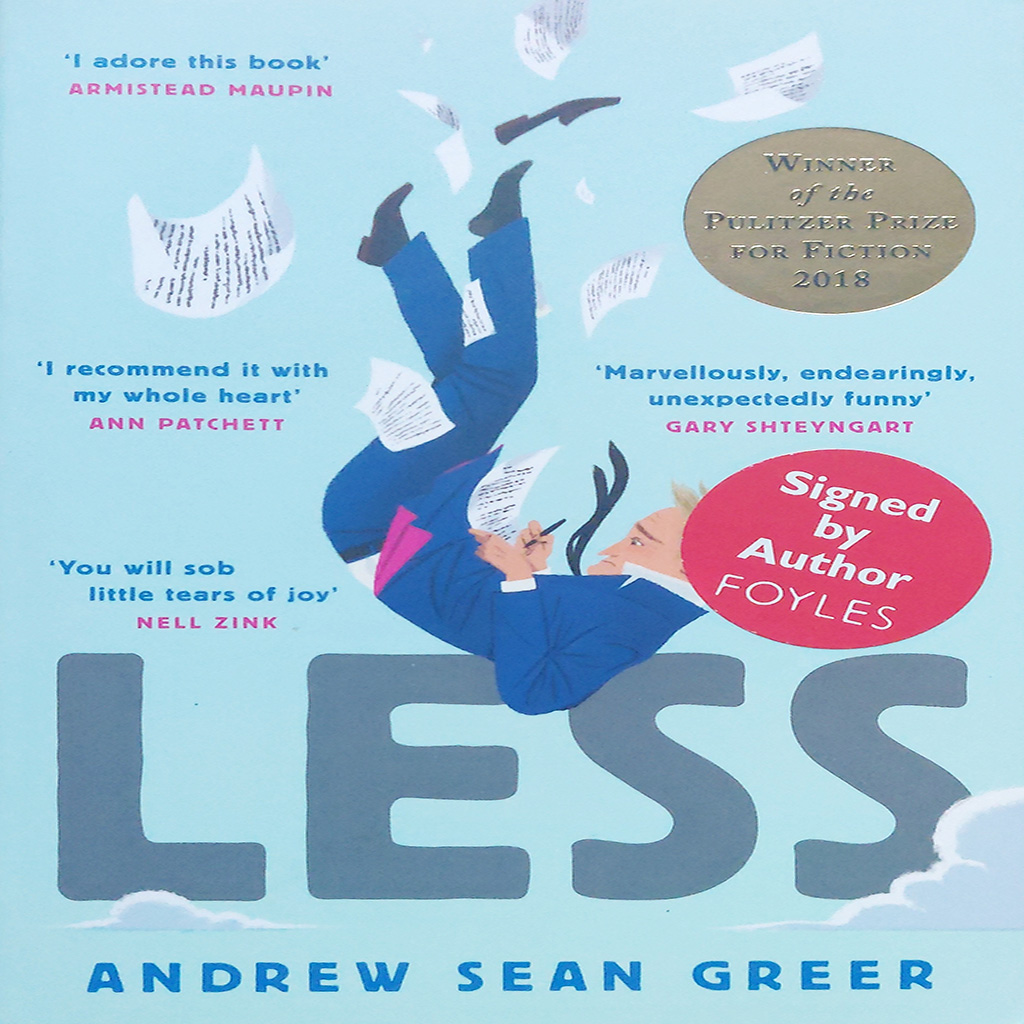 ‘I adore this book’
ARMISTEAD MAUPIN
WINNER
of the
PULITZER PRIZE
FOR FICTION
2018
‘I recommend it with
my whole heart’
ANN PATCHETT
‘Marvellously, endearingly,
unexpectedly funny’
GARY SHTEYNGART
Signed
by
Author
FOYLES
‘You will sob
little tears of joy’
NELL ZINK
LESS
ANDREW SEAN GREER